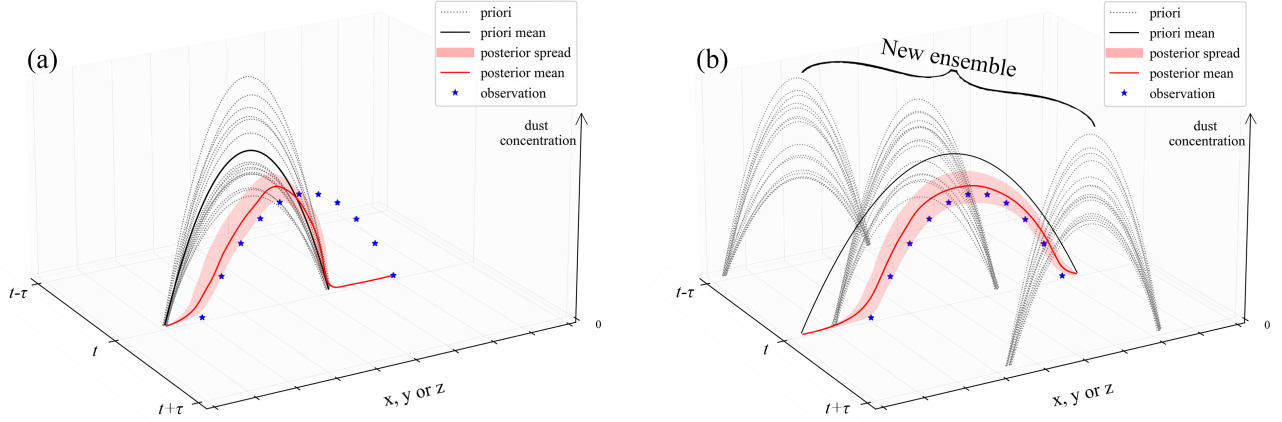 (a)
priori
priori mean
posterior spread
posterior mean
observation
dust
concentration
0
t-τ
t
t+τ
x, y or z
(b)
New ensemble
priori
priori mean
posterior spread
posterior mean
observation
dust
concentration
0
t-τ
t
t+τ
x, y or z